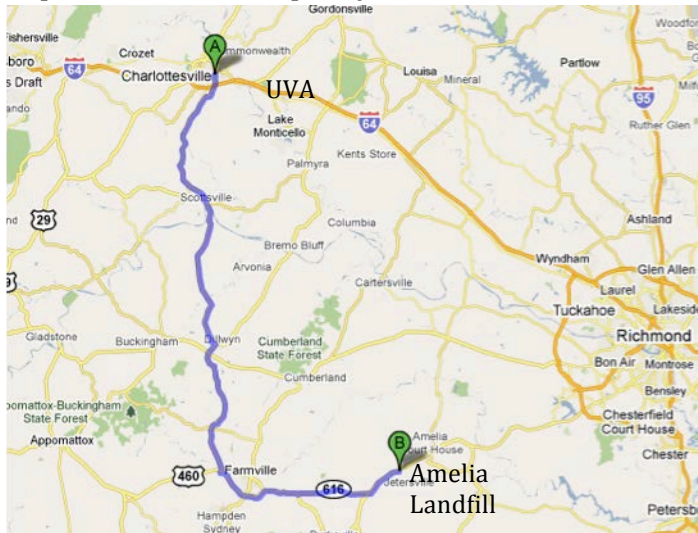 Gordonsville
Fishersville
Crozet
Commonwealth
A
Charlottesville
64
UVA
Louisa
Mineral
Partlow
Woodford
95
s Draft
Lake
Monticello
64
Kents Store
Ruther Glen
Palmyra
Scottsville
Columbia
29
Ashland
Bremo Bluff
Arvonia
Wyndham
Glen Allen
Cartersville
Laurel
Lakeside
Tuckahoe
Gladstone
Buckingham
Dillwyn
Cumberland
State Forest
Richmond
Bon Air
Montrose
Cumberland
Bensley
Appomattox-Buckingham
State Forest
Appomattox
Amelia
Court House
B
Chesterfield
Court House
Chester
460
Farmville
616
Jetersville
Amelia
Landfill
Hampden
Sydney
Petersb